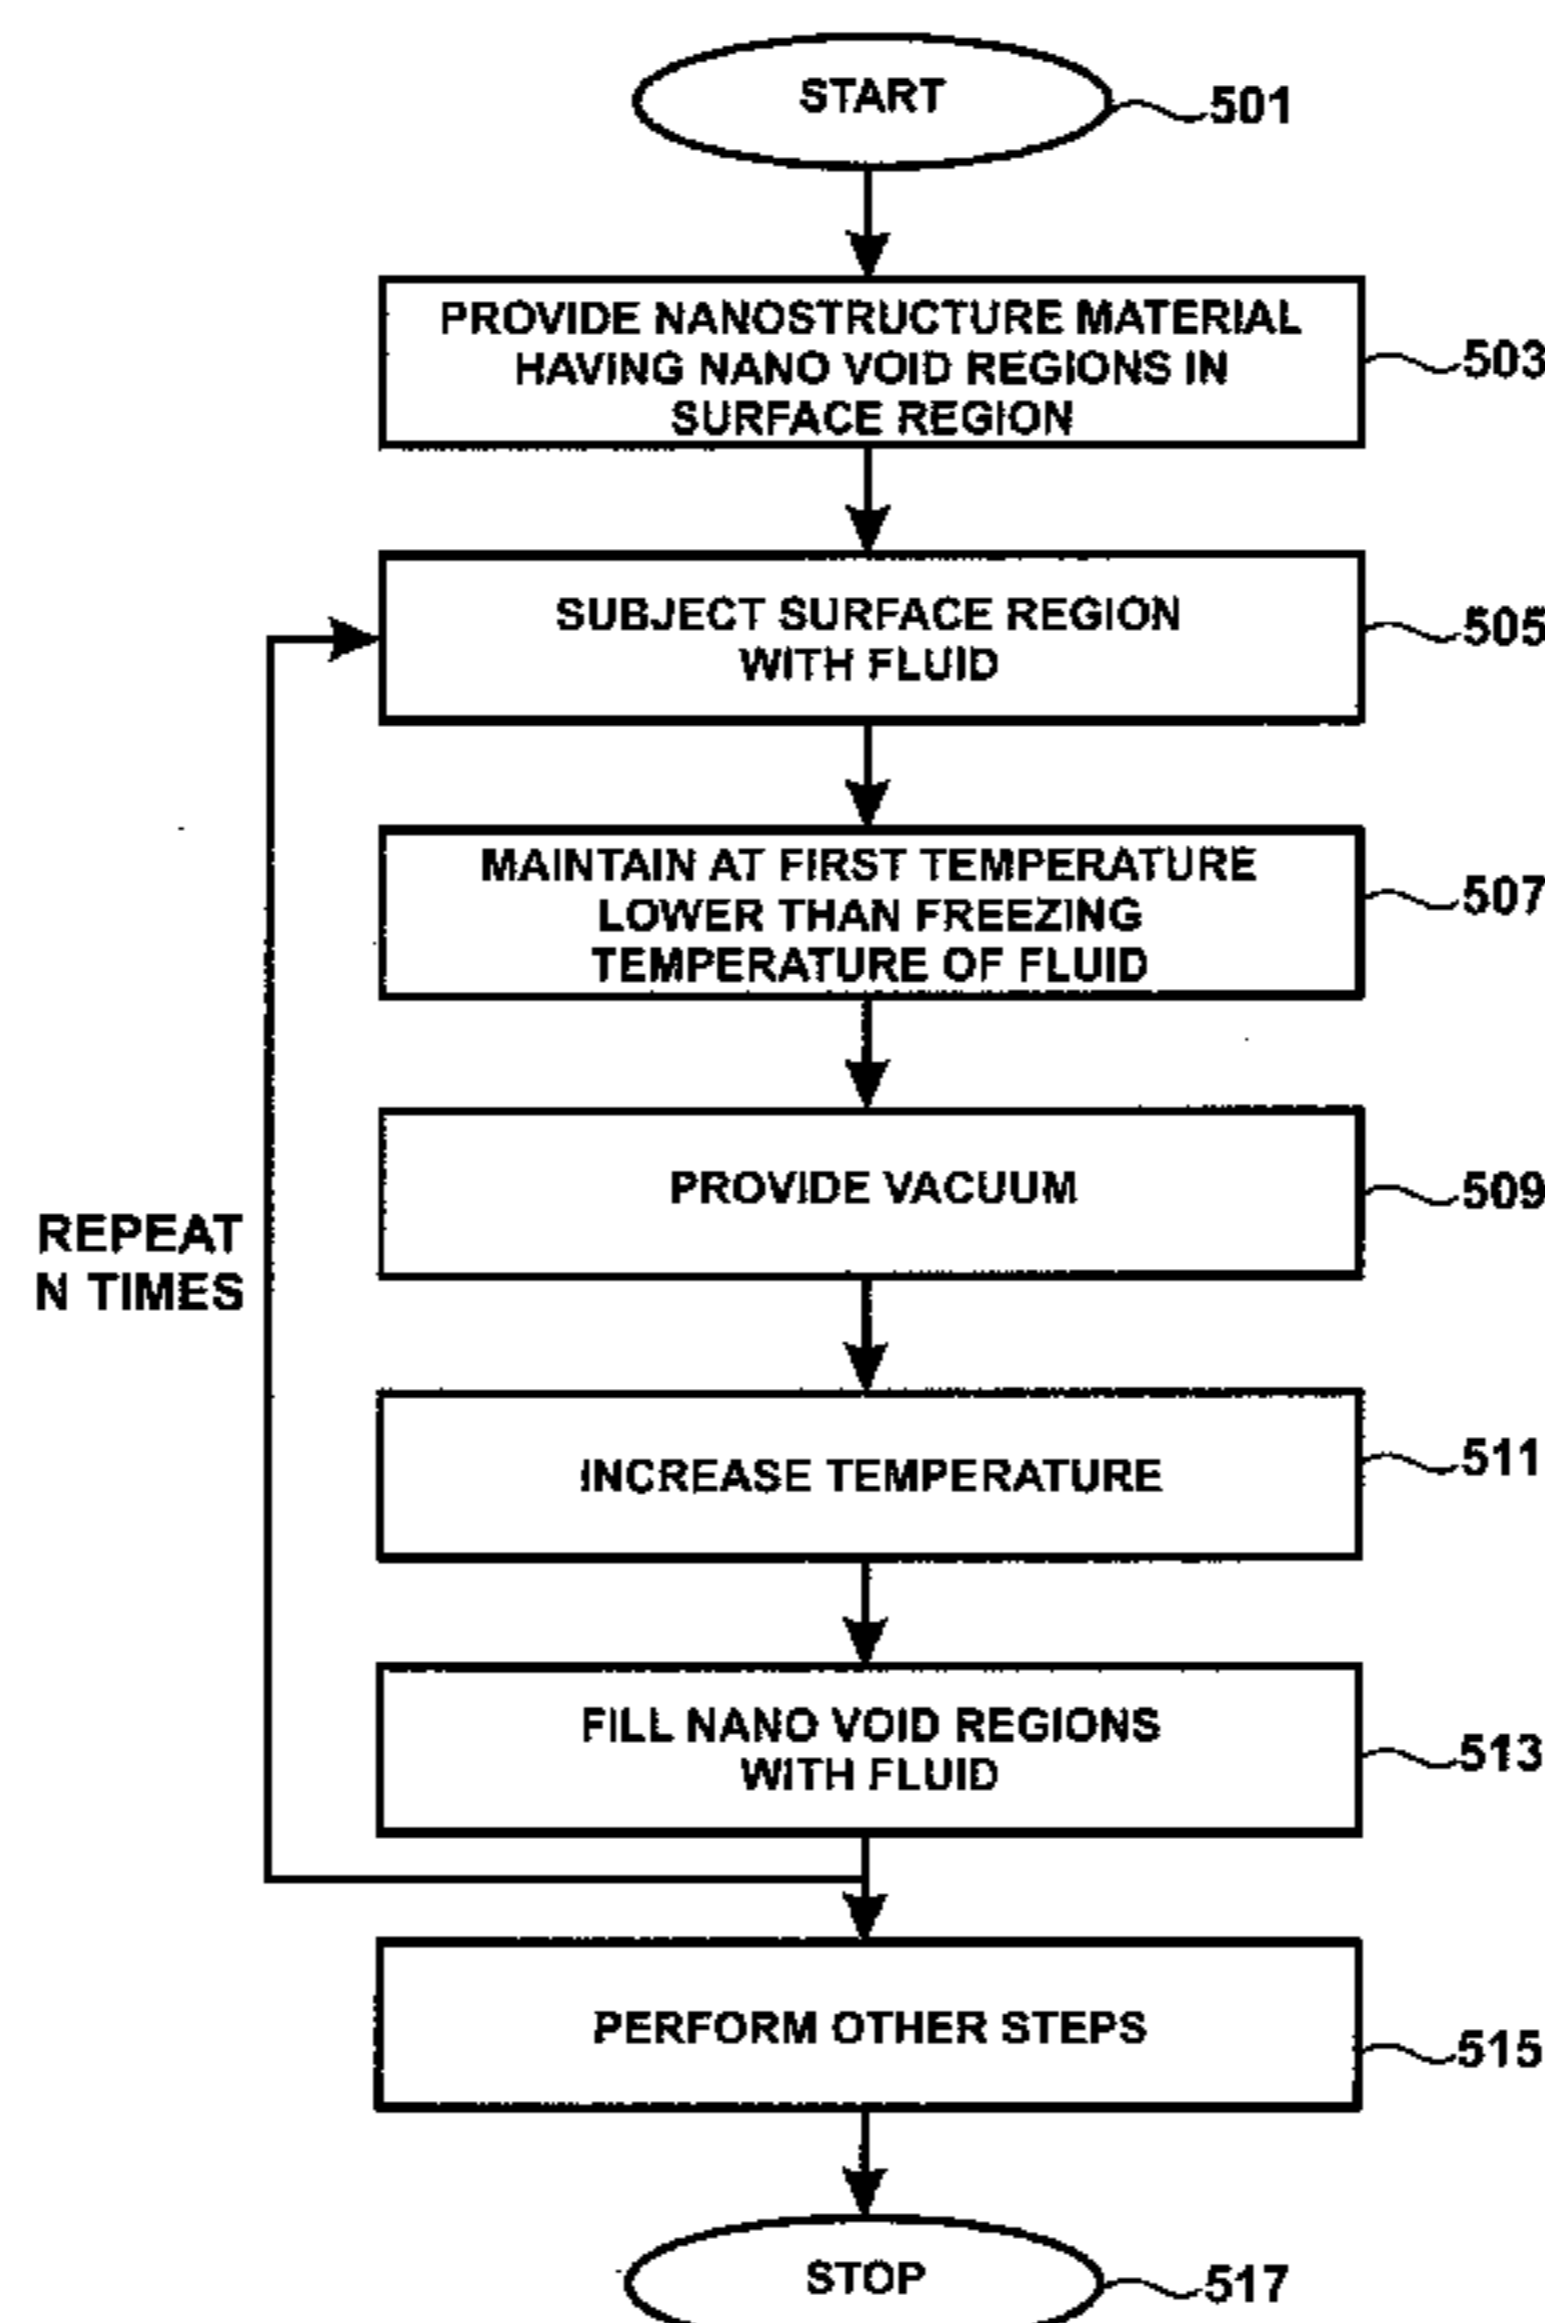 START
501
PROVIDE NANOSTRUCTURE MATERIAL
HAVING NANO VOID REGIONS IN
SURFACE REGION
503
SUBJECT SURFACE REGION
WITH FLUID
505
MAINTAIN AT FIRST TEMPERATURE
LOWER THAN FREEZING
TEMPERATURE OF FLUID
507
PROVIDE VACUUM
509
REPEAT
N TIMES
INCREASE TEMPERATURE
511
FILL NANO VOID REGIONS
WITH FLUID
513
PERFORM OTHER STEPS
515
STOP
517